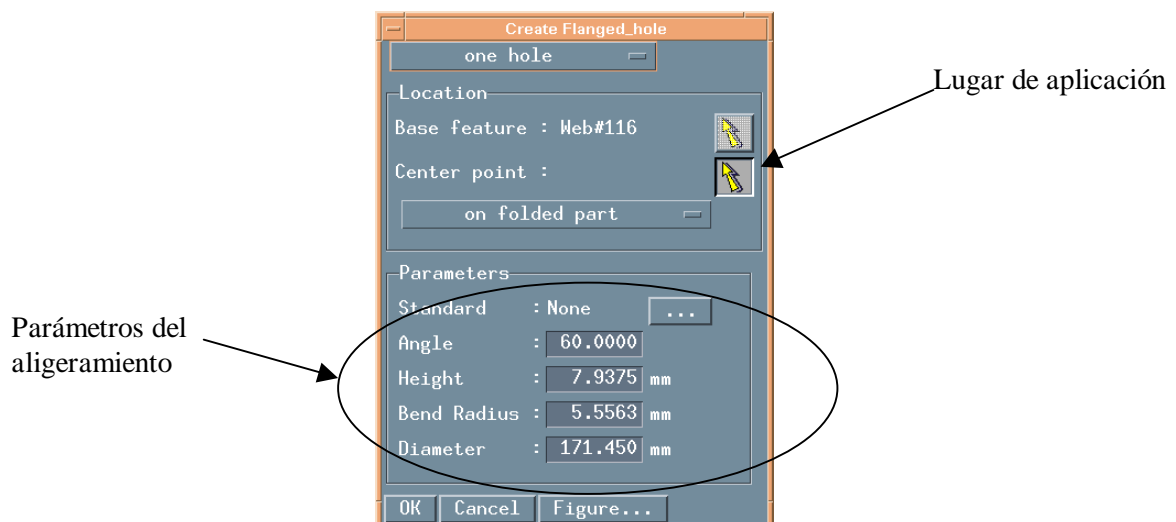 Create Flanged_hole
one hole
Location
Lugar de aplicación
Base feature : Web#116
Center point :
on folded part
Parameters
Standard : None ...
Parámetros del
aligeramiento
Angle : 60.0000
Height : 7.9375 mm
Bend Radius : 5.5563 mm
Diameter : 171.450 mm
OK Cancel Figure...